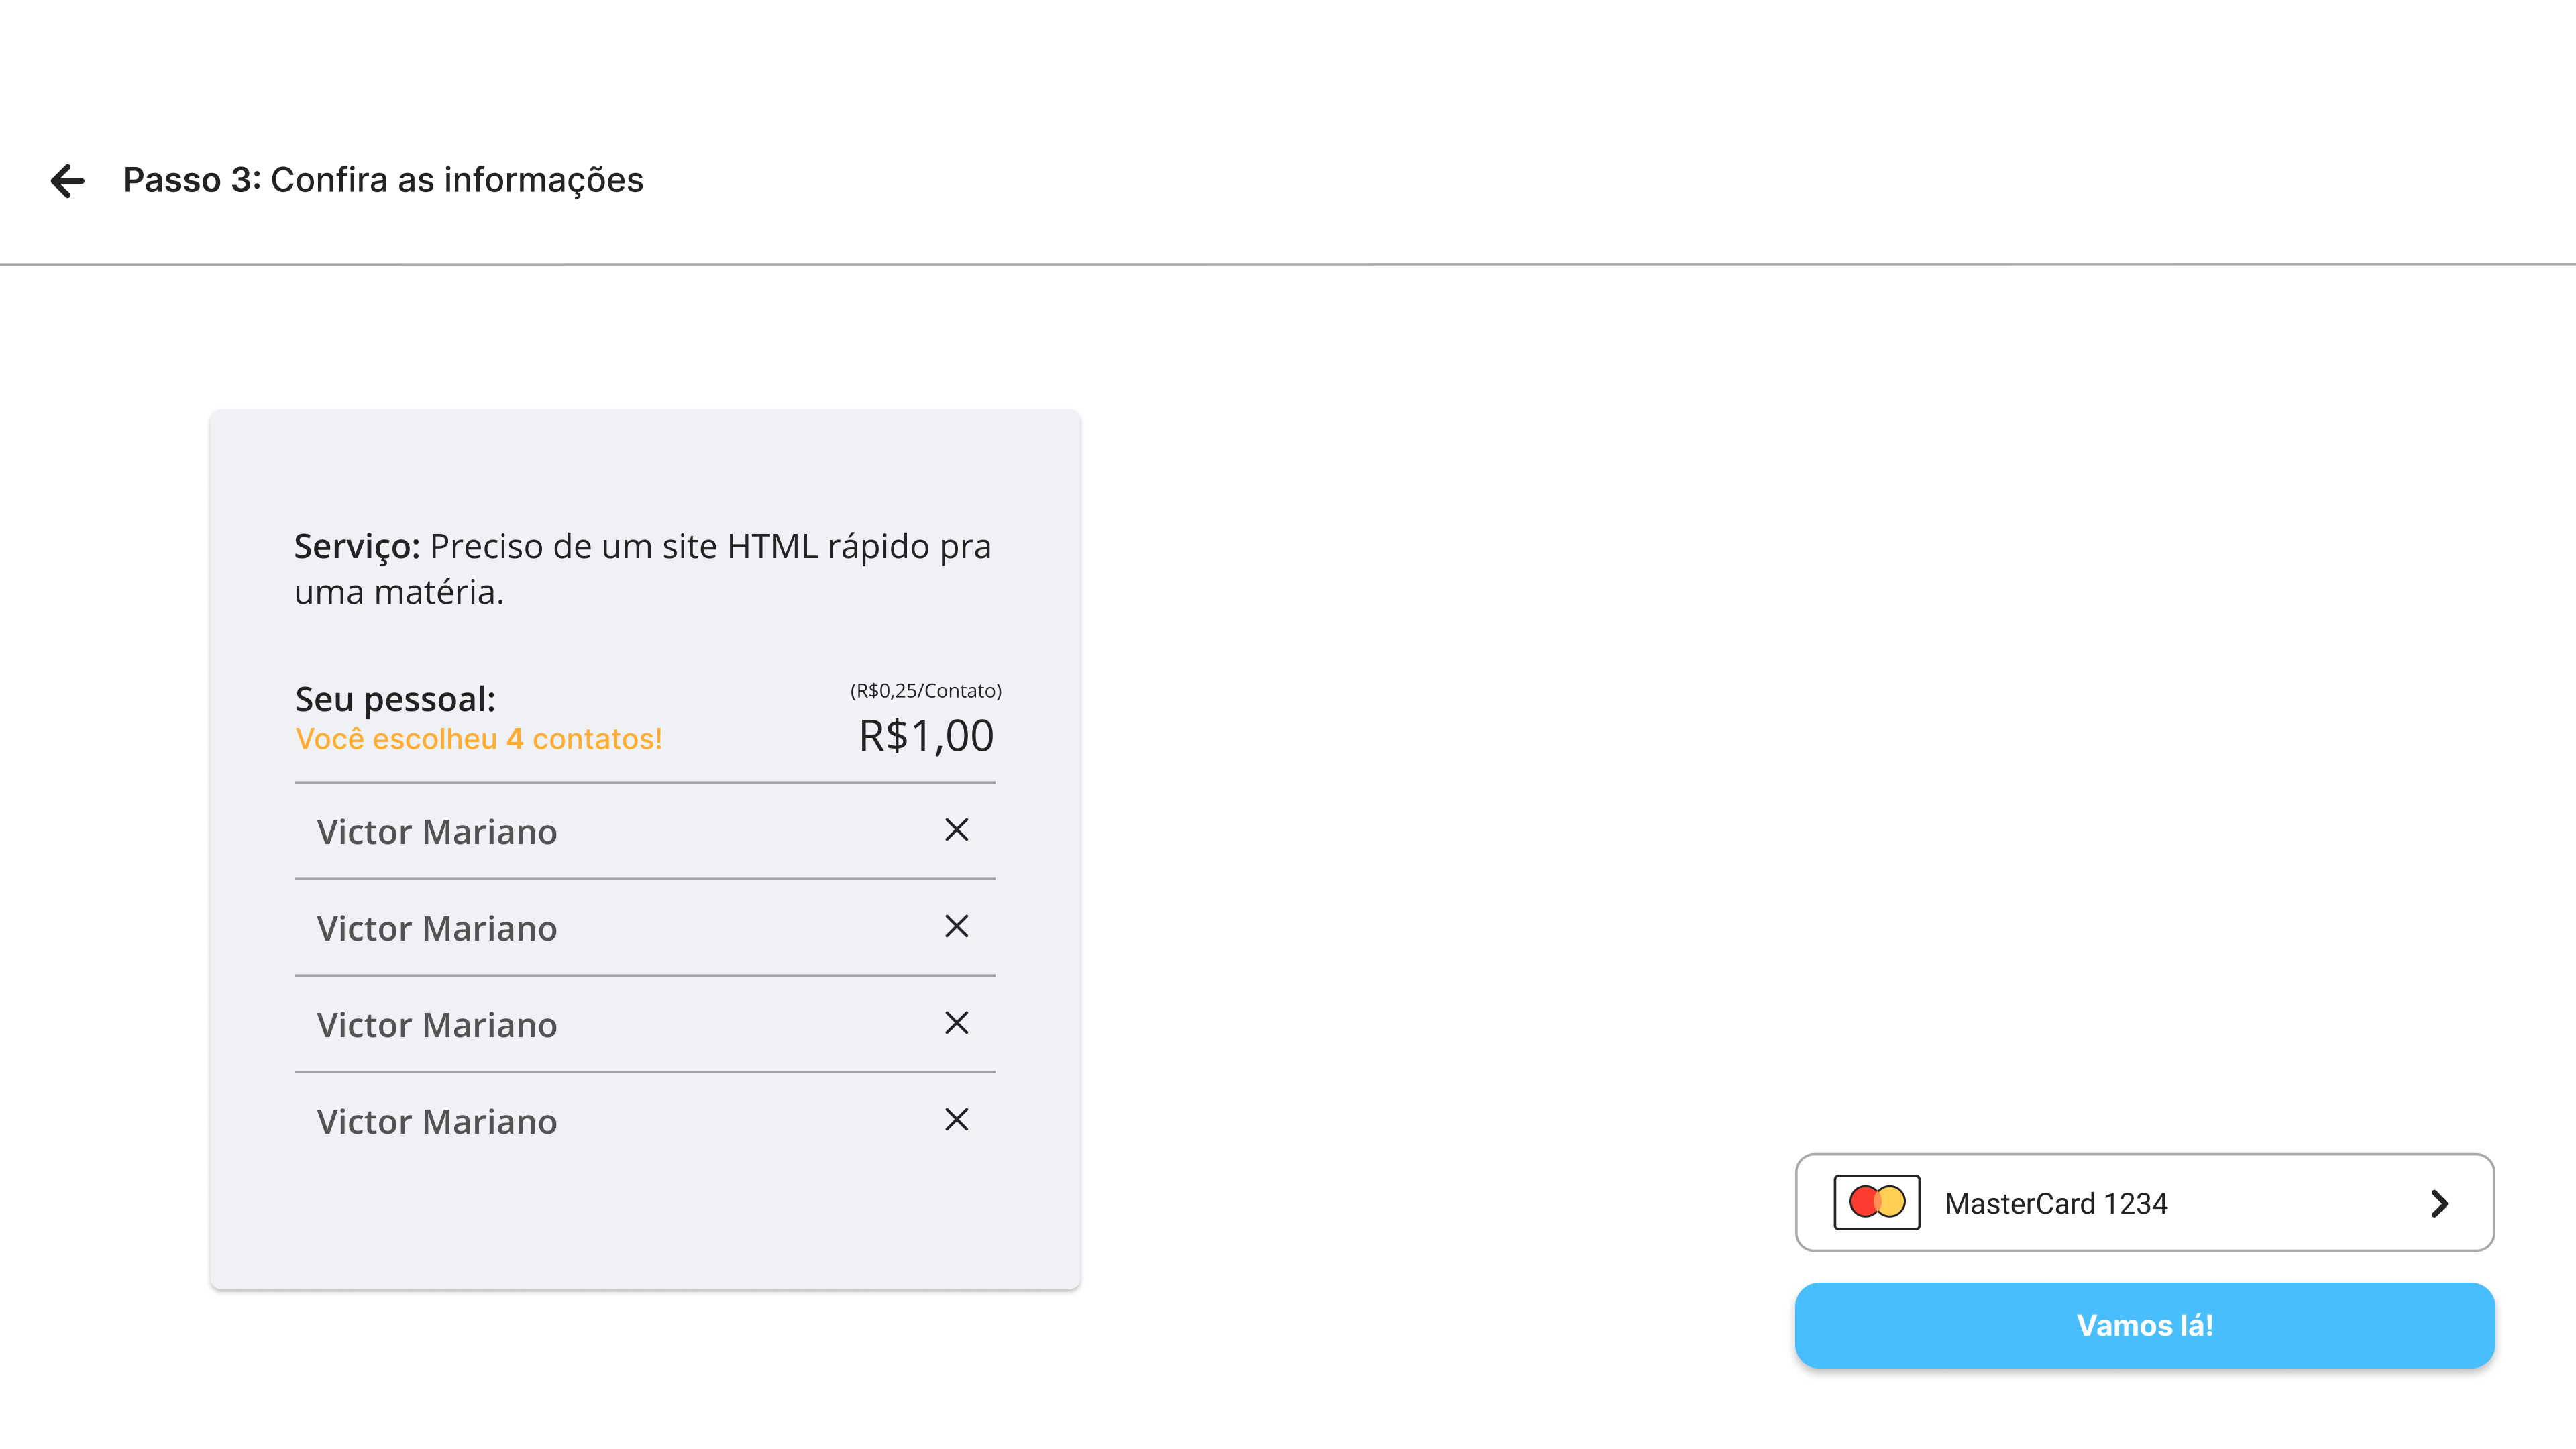 Passo 3: Confira as informações
Serviço: Preciso de um site HTML rápido pra
uma matéria.
Seu pessoal:
(R$0,25/Contato)
Você escolheu 4 contatos!
R$1,00
Victor Mariano
Victor Mariano
Victor Mariano
Victor Mariano
MasterCard 1234
Vamos lá!